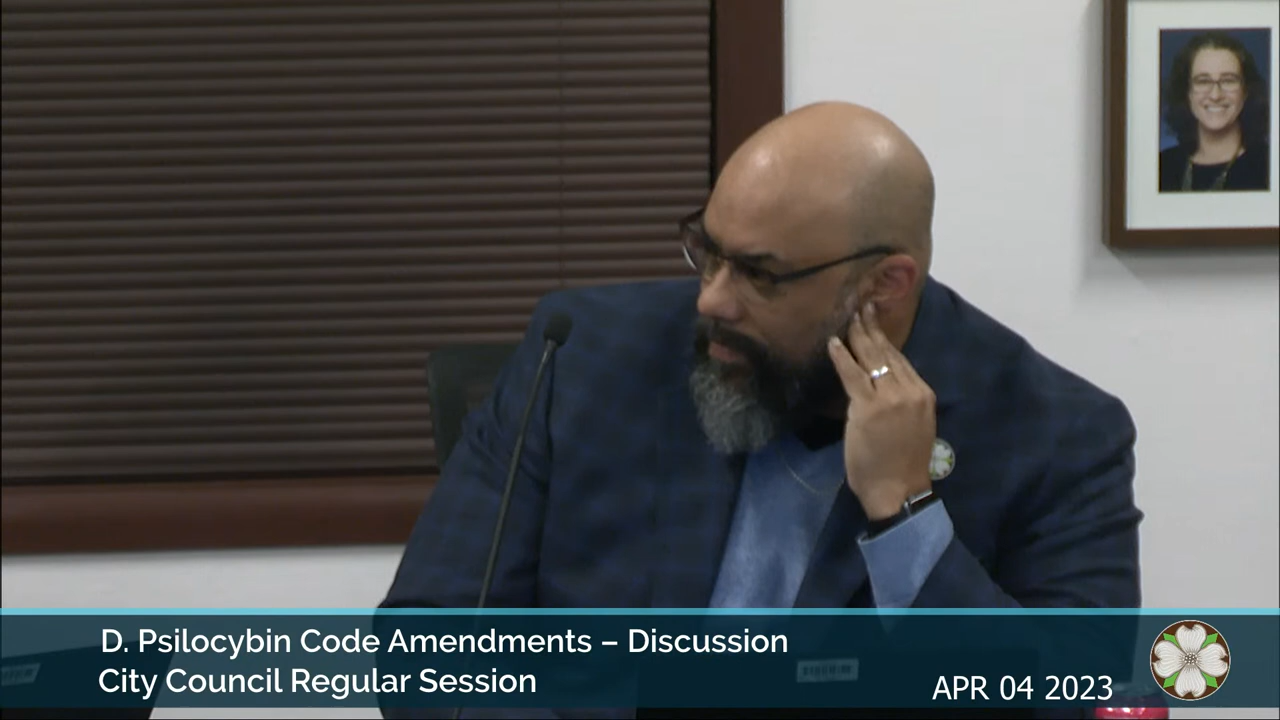 D. Psilocybin Code Amendments – Discussion
City Council Regular Session
APR 04 2023